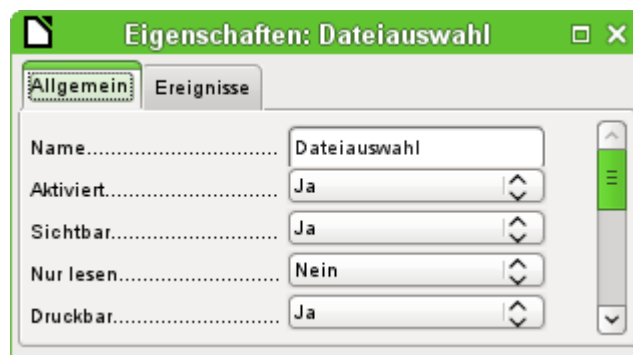 Eigenschaften: Dateiauswahl
Allgemein Ereignisse
Name............................ Dateiauswahl
Aktiviert......................... Ja
Sichtbar......................... Ja
Nur lesen........................ Nein
Druckbar......................... Ja